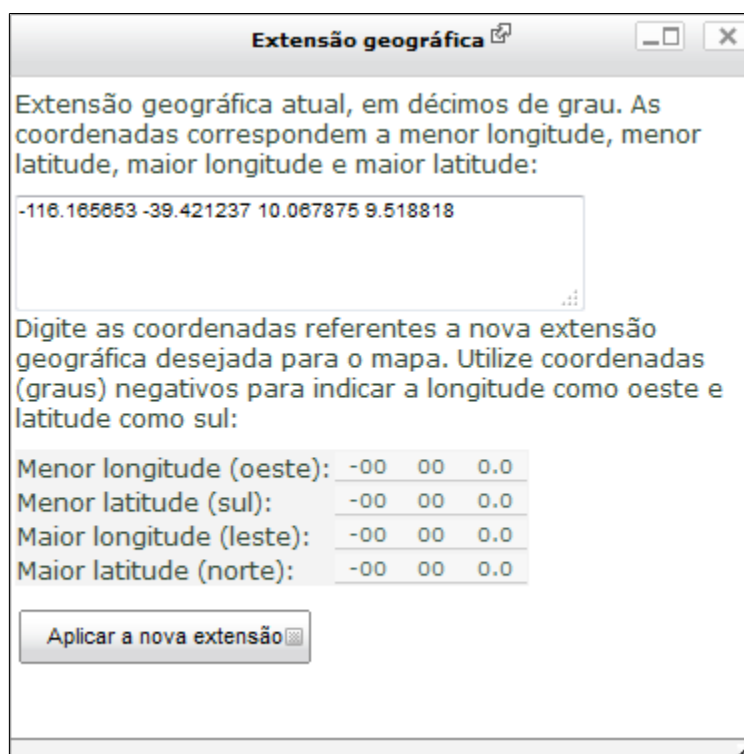 Extensão geográfica
Extensão geográfica atual, em décimos de grau. As
coordenadas correspondem a menor longitude, menor
latitude, maior longitude e maior latitude:
-116.165653 -39.421237 10.067875 9.518818
Digite as coordenadas referentes a nova extensão
geográfica desejada para o mapa. Utilize coordenadas
(graus) negativos para indicar a longitude como oeste e
latitude como sul:
Menor longitude (oeste): -00 00 0.0
Menor latitude (sul): -00 00 0.0
Maior longitude (leste): -00 00 0.0
Maior latitude (norte): -00 00 0.0
Aplicar a nova extensão